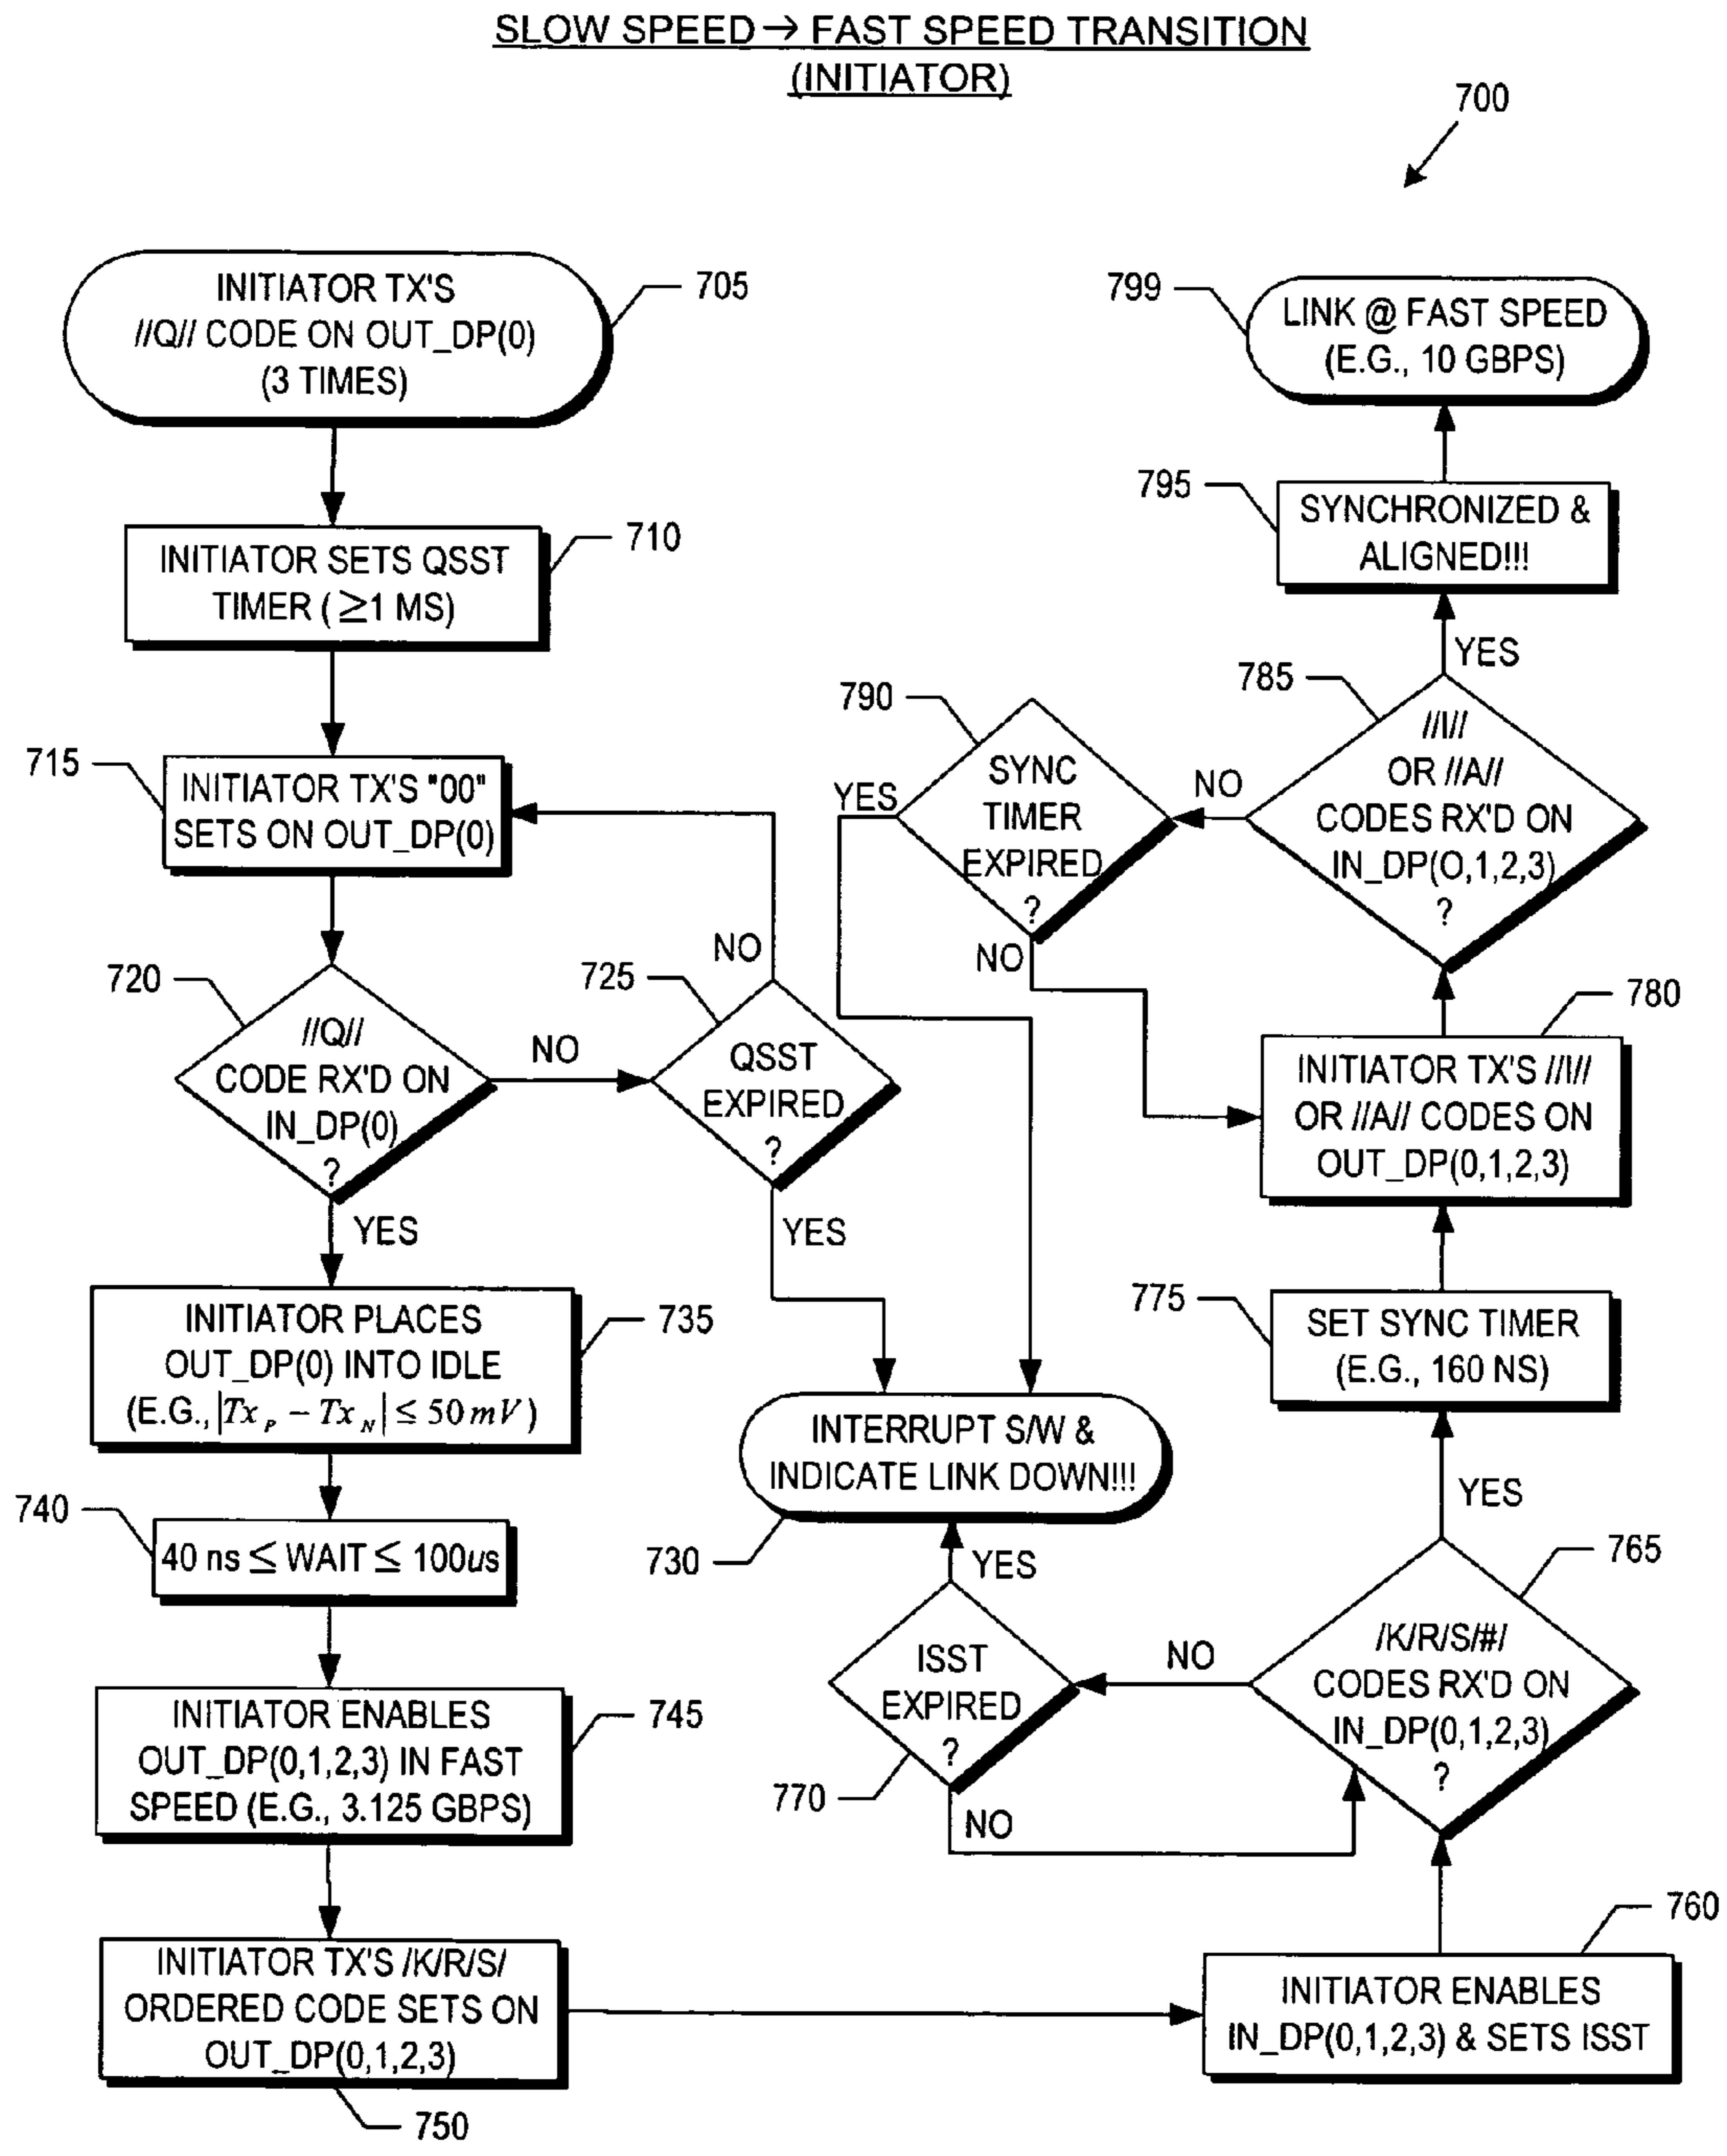 SLOW SPEED → FAST SPEED TRANSITION
(INITIATOR)
700
INITIATOR TX'S
//Q// CODE ON OUT_DP(0)
(3 TIMES)
705
INITIATOR SETS QSST
TIMER ( ≥1 MS)
710
715
INITIATOR TX'S "00"
SETS ON OUT_DP(0)
720
//Q//
CODE RX'D ON
IN_DP(0)
?
NO
YES
725
QSST
EXPIRED
?
NO
YES
INITIATOR PLACES
OUT_DP(0) INTO IDLE
(E.G., |Tx P − Tx N| ≤ 50 mV )
735
740
40 ns ≤ WAIT ≤ 100us
INITIATOR ENABLES
OUT_DP(0,1,2,3) IN FAST
SPEED (E.G., 3.125 GBPS)
745
INITIATOR TX'S /K/R/S/
ORDERED CODE SETS ON
OUT_DP(0,1,2,3)
750
760
INITIATOR ENABLES
IN_DP(0,1,2,3) & SETS ISST
765
/K/R/S/#/
CODES RX'D ON
IN_DP(0,1,2,3)
?
NO
YES
ISST
EXPIRED
?
770
NO
YES
INTERRUPT S/W &
INDICATE LINK DOWN!!!
730
775
SET SYNC TIMER
(E.G., 160 NS)
780
INITIATOR TX'S //I//
OR //A// CODES ON
OUT_DP(0,1,2,3)
785
//I//
OR //A//
CODES RX'D ON
IN_DP(O,1,2,3)
?
NO
YES
790
SYNC
TIMER
EXPIRED
?
YES
NO
795
SYNCHRONIZED &
ALIGNED!!!
799
LINK @ FAST SPEED
(E.G., 10 GBPS)